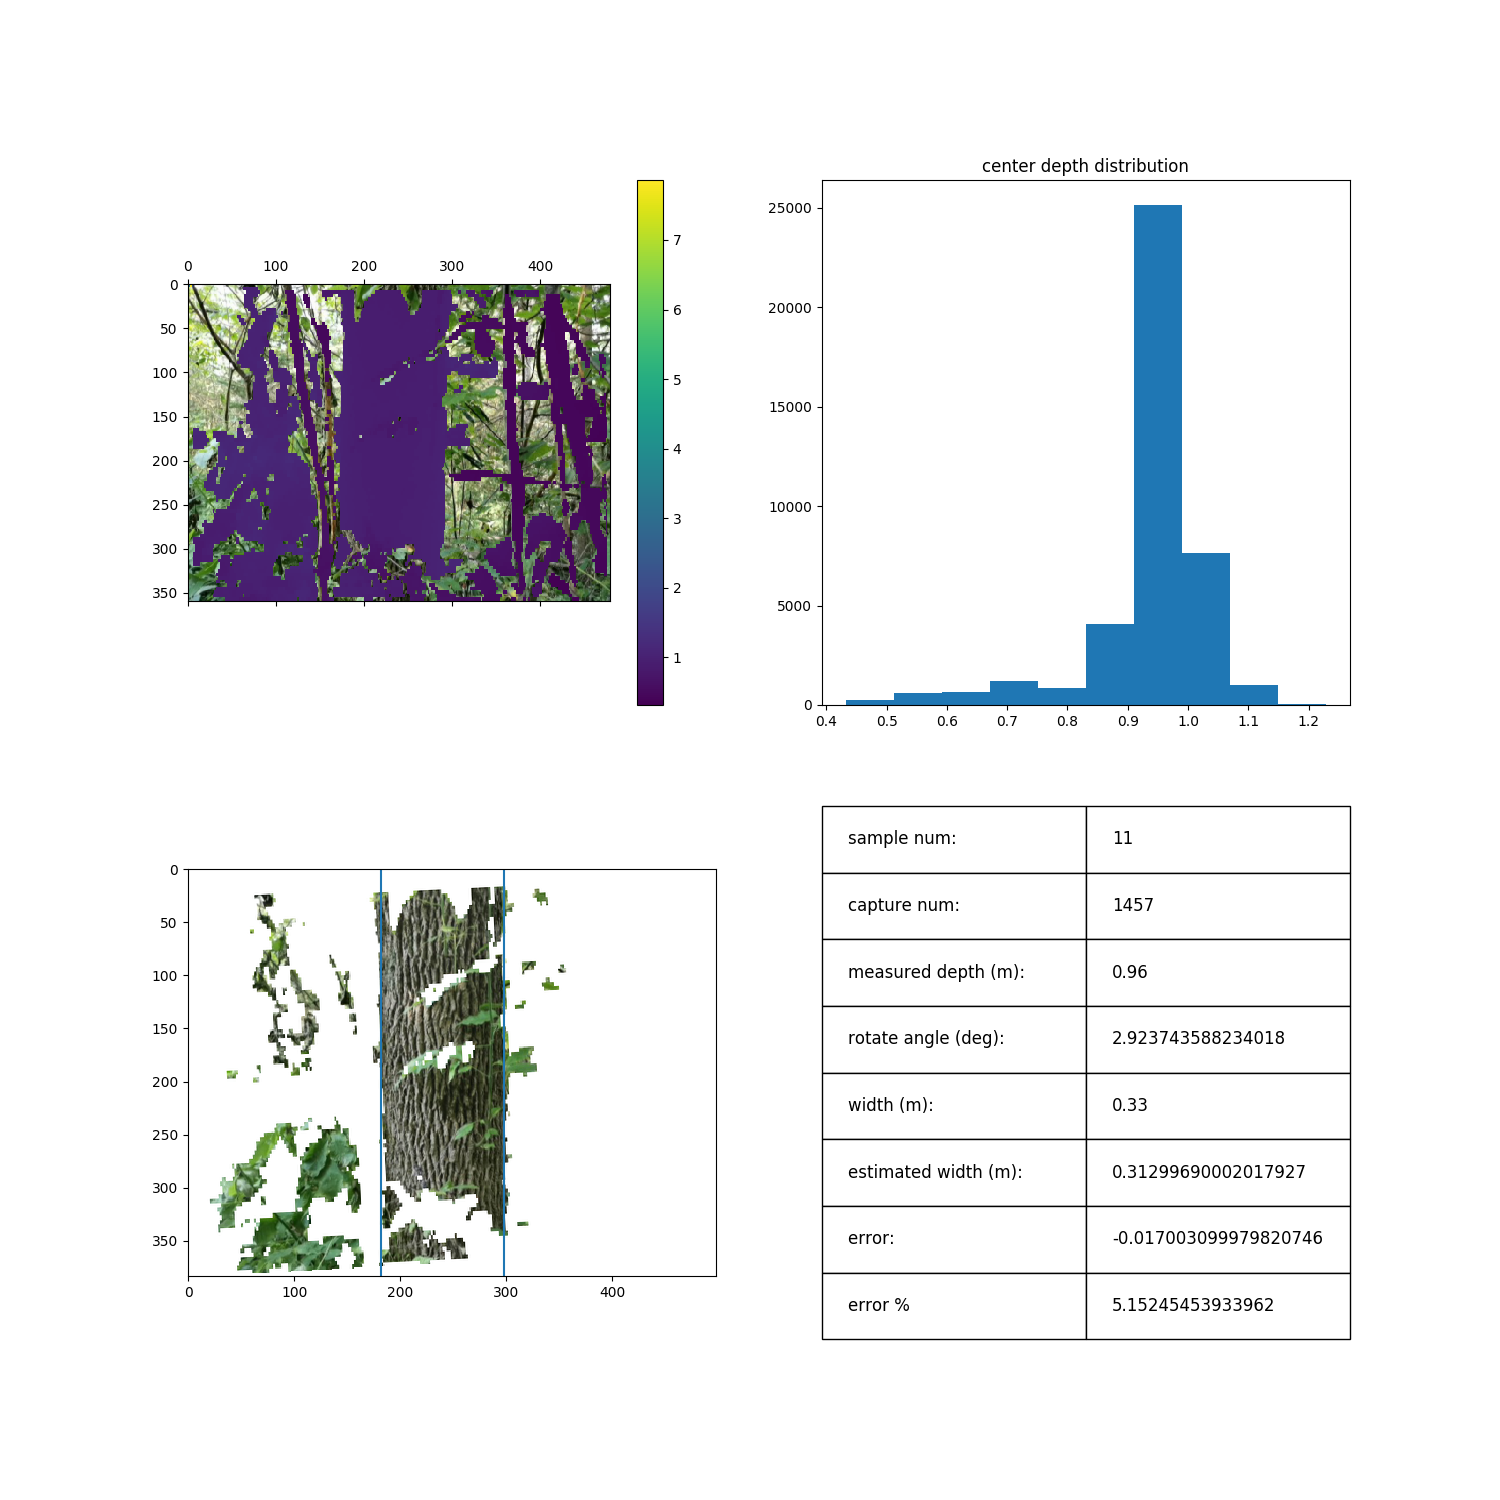 0 100 200 300 400
0
50
100
150
200
250
300
350
7
6
5
4
3
2
1
center depth distribution
25000
20000
15000
10000
5000
0
0.4 0.5 0.6 0.7 0.8 0.9 1.0 1.1 1.2
0
50
100
150
200
250
300
350
0 100 200 300 400
sample num: 11
capture num: 1457
measured depth (m): 0.96
rotate angle (deg): 2.923743588234018
width (m): 0.33
estimated width (m): 0.31299690002017927
error: -0.017003099979820746
error % 5.15245453933962